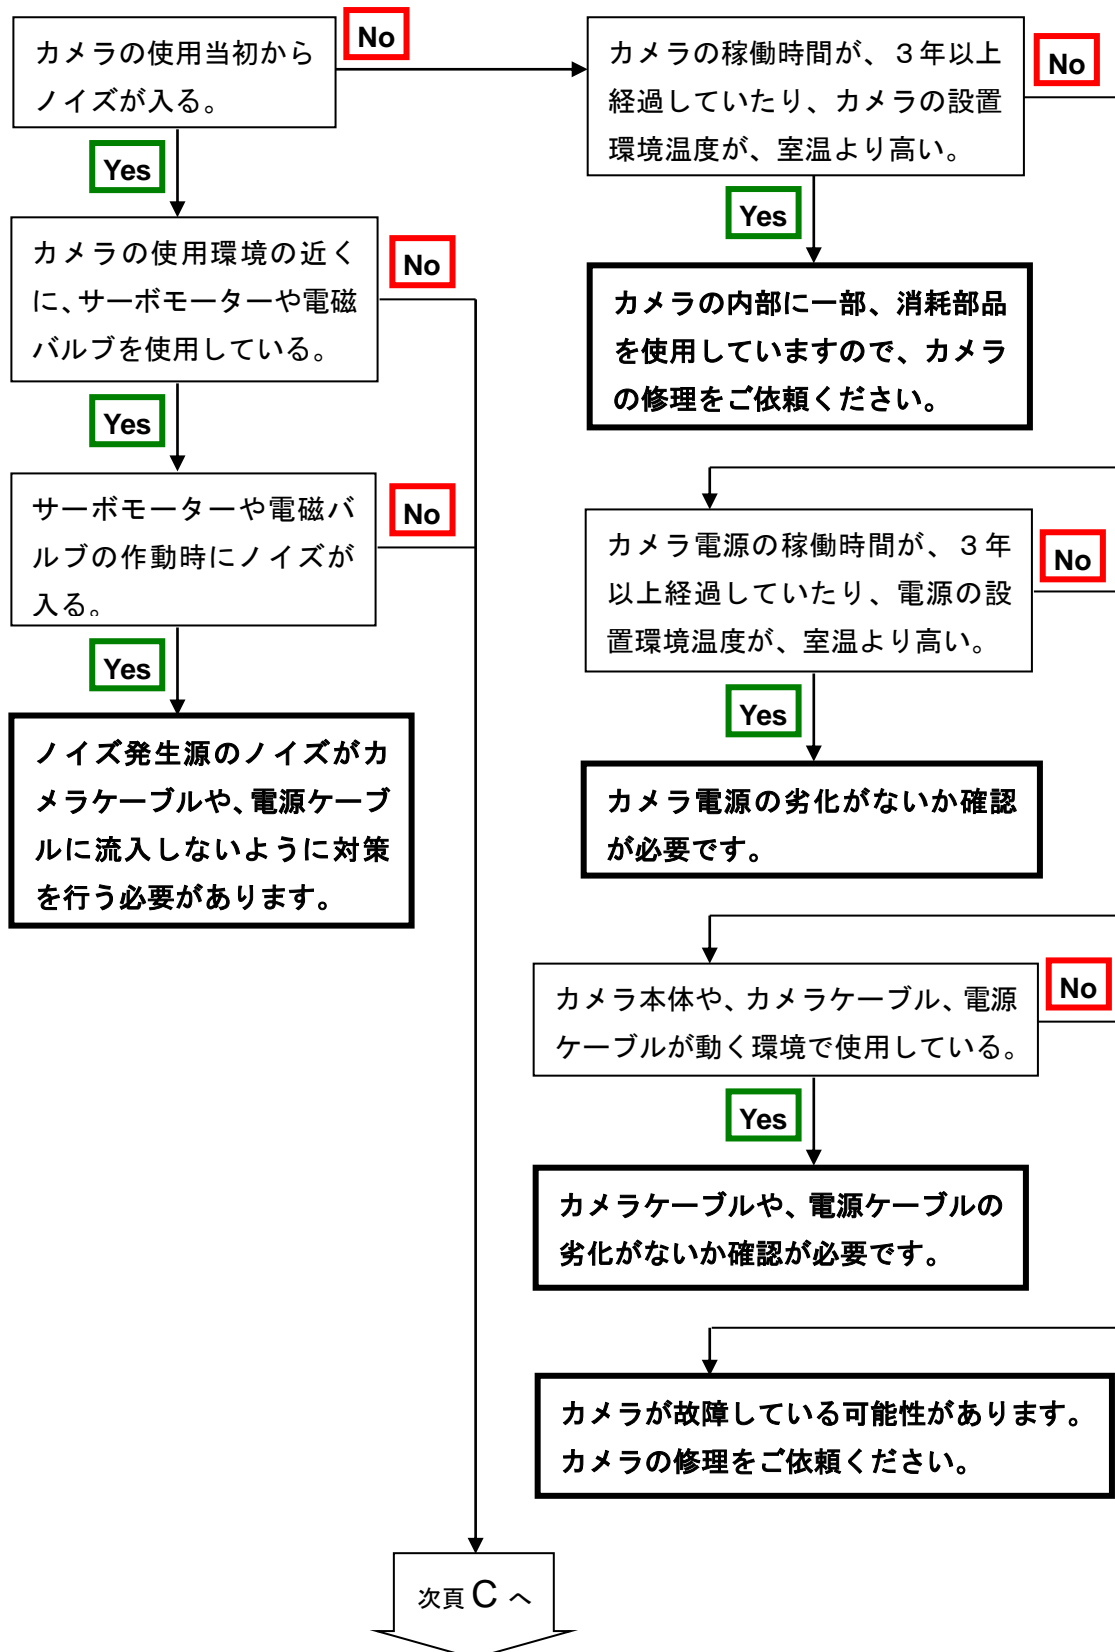 カメラの使用当初から
ノイズが入る。
No
Yes
カメラの使用環境の近く
に、サーボモーターや電磁
バルブを使用している。
No
Yes
サーボモーターや電磁バ
ルブの作動時にノイズが
入る。
No
Yes
ノイズ発生源のノイズがカ
メラケーブルや、電源ケーブ
ルに流入しないように対策
を行う必要があります。
カメラの稼働時間が、３年以上
経過していたり、カメラの設置
環境温度が、室温より高い。
No
Yes
カメラの内部に一部、消耗部品
を使用していますので、カメラ
の修理をご依頼ください。
カメラ電源の稼働時間が、３年
以上経過していたり、電源の設
置環境温度が、室温より高い。
No
Yes
カメラ電源の劣化がないか確認
が必要です。
カメラ本体や、カメラケーブル、電源
ケーブルが動く環境で使用している。
No
Yes
カメラケーブルや、電源ケーブルの
劣化がないか確認が必要です。
カメラが故障している可能性があります。
カメラの修理をご依頼ください。
次頁 C へ